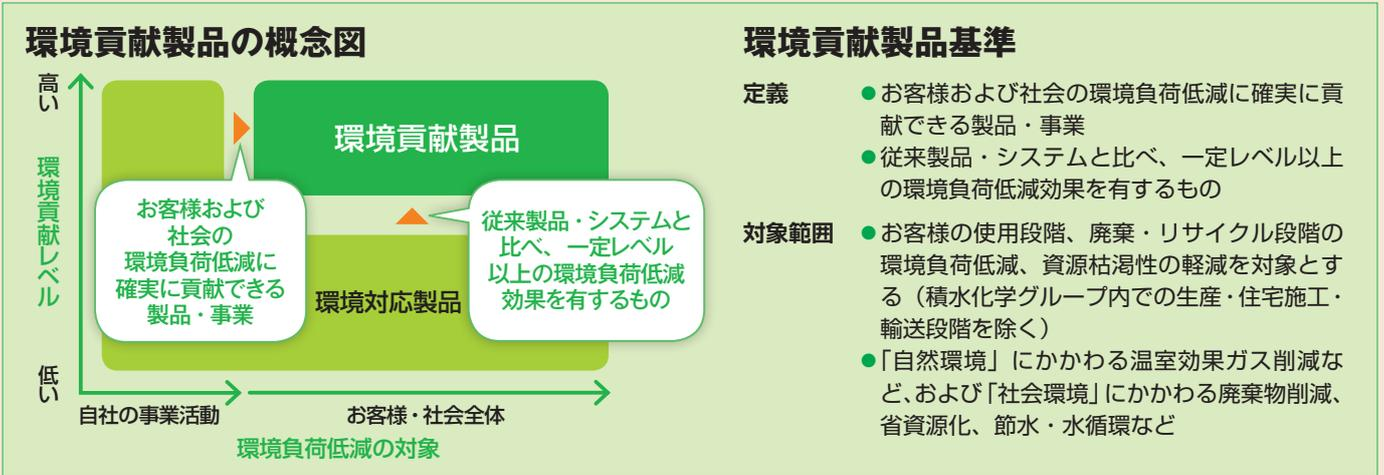 環境貢献製品の概念図
高い
環境貢献レベル
低い
環境貢献製品
お客様および
社会の
環境負荷低減に
確実に貢献できる
製品・事業
従来製品・システムと
比べ、一定レベル
以上の環境負荷低減
効果を有するもの
環境対応製品
自社の事業活動
お客様・社会全体
環境負荷低減の対象
環境貢献製品基準
定義
●お客様および社会の環境負荷低減に確実に貢
献できる製品・事業
●従来製品・システムと比べ、一定レベル以上
の環境負荷低減効果を有するもの
対象範囲
●お客様の使用段階、廃棄・リサイクル段階の
環境負荷低減、資源枯渇性の軽減を対象とす
る（積水化学グループ内での生産・住宅施工・
輸送段階を除く）
●「自然環境」にかかわる温室効果ガス削減な
ど、および「社会環境」にかかわる廃棄物削減、
省資源化、節水・水循環など